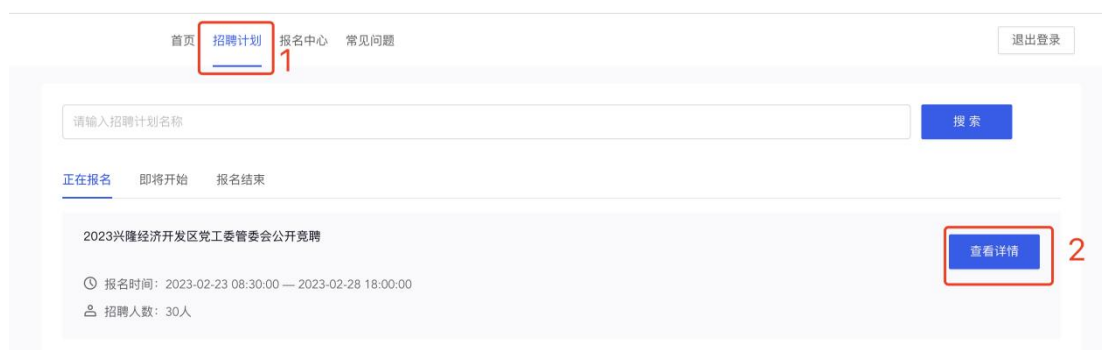 首页 招聘计划 报名中心 常见问题 退出登录
1
请输入招聘计划名称 搜索
正在报名 即将开始 报名结束
2023兴隆经济开发区党工委管委会公开竞聘
查看详情 2
报名时间：2023-02-23 08:30:00 — 2023-02-28 18:00:00
招聘人数：30人